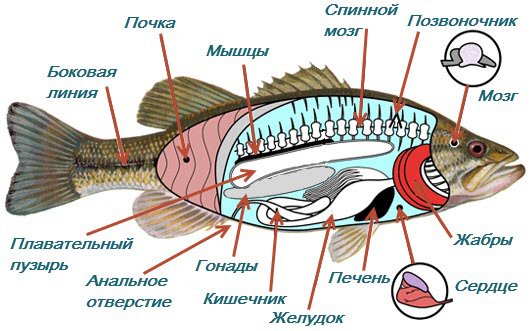 Почка
Мышцы
Спинной
мозг
Позвоночник
Боковая
линия
Мозг
Плавательный
пузырь
Анальное
отверстие
Гонады
Кишечник
Желудок
Печень
Сердце
Жабры